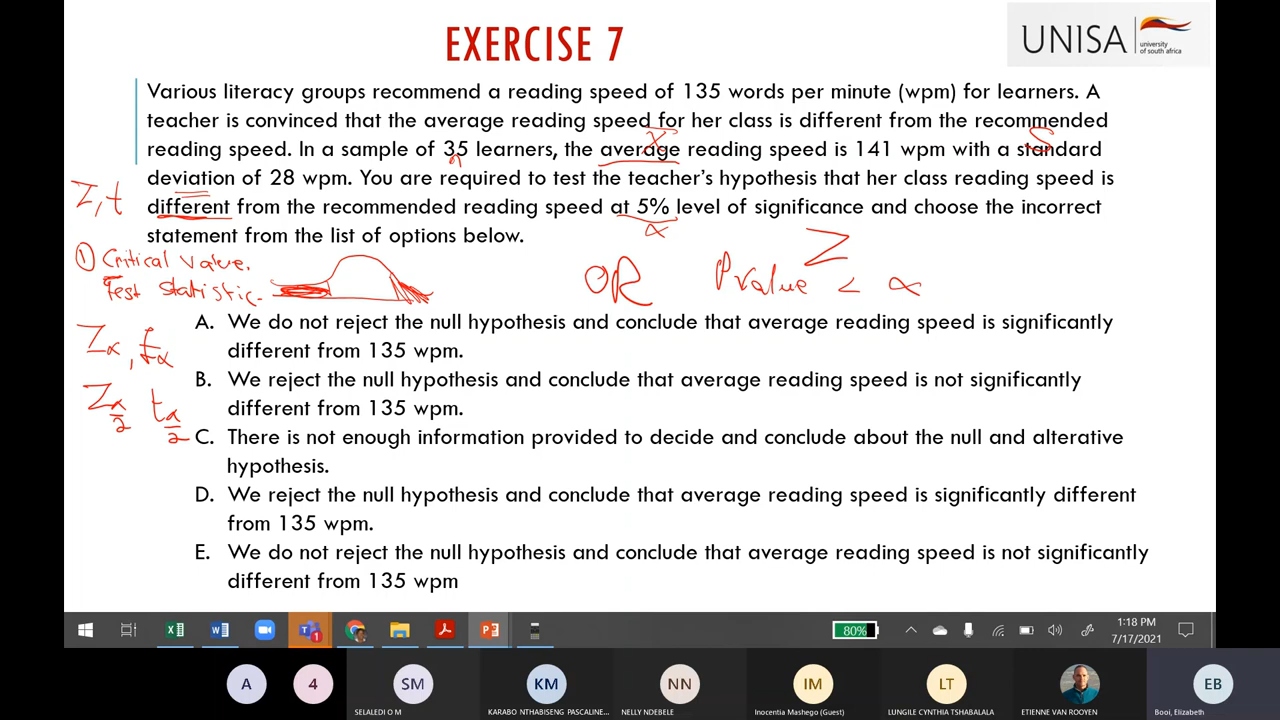 EXERCISE 7
UNISA
university
of south africa
Various literacy groups recommend a reading speed of 135 words per minute (wpm) for learners. A
teacher is convinced that the average reading speed for her class is different from the recommended
reading speed. In a sample of 35 learners, the average reading speed is 141 wpm with a standard
deviation of 28 wpm. You are required to test the teacher's hypothesis that her class reading speed is
different from the recommended reading speed at 5% level of significance and choose the incorrect
statement from the list of options below.
x̄
S
n
Z, t
α
Z
① Critical Value.
Test Statistic.
OR
Pvalue < α
Zα, tα
Zα/2 tα/2
A. We do not reject the null hypothesis and conclude that average reading speed is significantly
different from 135 wpm.
B. We reject the null hypothesis and conclude that average reading speed is not significantly
different from 135 wpm.
C. There is not enough information provided to decide and conclude about the null and alterative
hypothesis.
D. We reject the null hypothesis and conclude that average reading speed is significantly different
from 135 wpm.
E. We do not reject the null hypothesis and conclude that average reading speed is not significantly
different from 135 wpm
80%
1:18 PM
7/17/2021
A
4
SM
KM
NN
IM
LT
EB
SELALEDI O M
KARABO NTHABISENG PASCALINE...
NELLY NDEBELE
Inocentia Mashego (Guest)
LUNGILE CYNTHIA TSHABALALA
ETIENNE VAN ROOYEN
Booi, Elizabeth